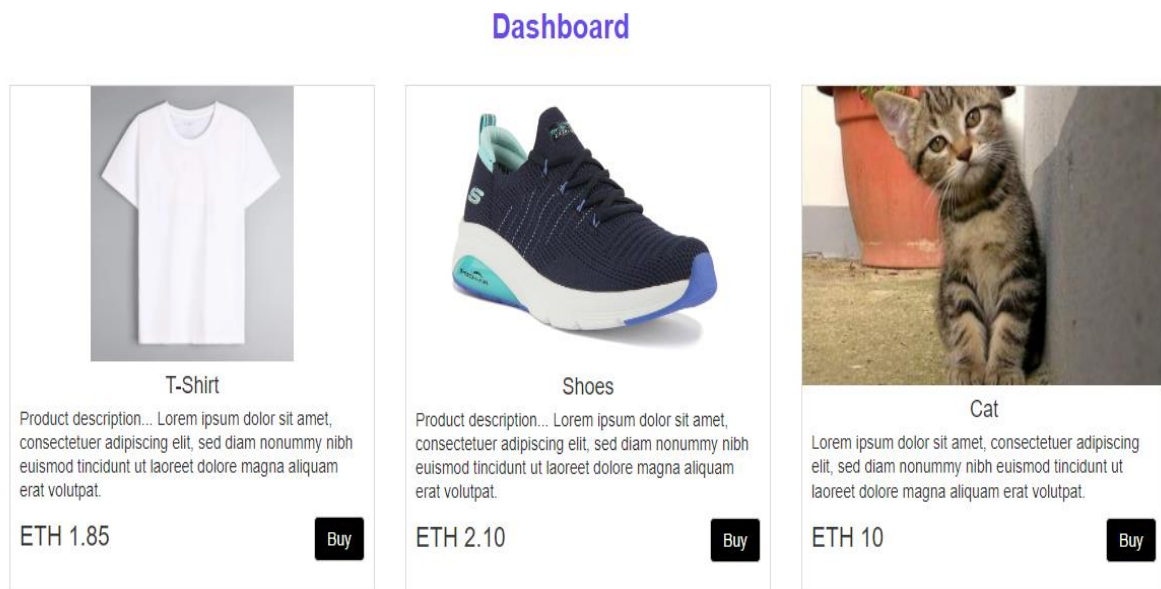 Dashboard
T-Shirt
Product description... Lorem ipsum dolor sit amet,
consectetuer adipiscing elit, sed diam nonummy nibh
euismod tincidunt ut laoreet dolore magna aliquam
erat volutpat.
ETH 1.85
Buy
S
Shoes
Product description... Lorem ipsum dolor sit amet,
consectetuer adipiscing elit, sed diam nonummy nibh
euismod tincidunt ut laoreet dolore magna aliquam
erat volutpat.
ETH 2.10
Buy
Cat
Lorem ipsum dolor sit amet, consectetuer adipiscing
elit, sed diam nonummy nibh euismod tincidunt ut
laoreet dolore magna aliquam erat volutpat.
ETH 10
Buy